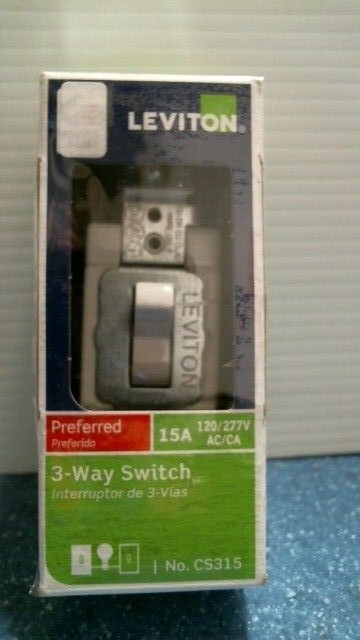 LEVITON®
LEVITON
Preferred
Preferido
15A
120/277V
AC/CA
3-Way Switch
Interruptor de 3-Vías
No. CS315